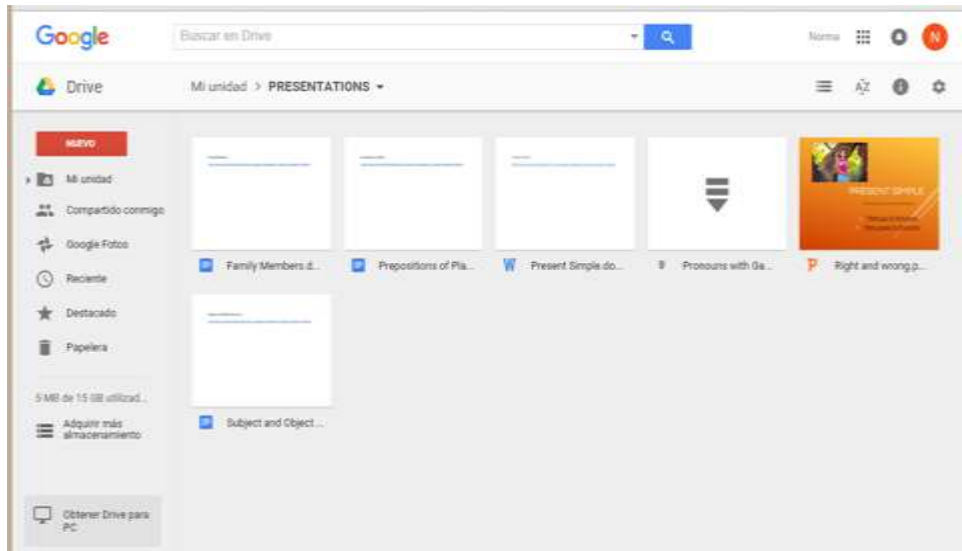 Google
Buscar en Drive
Norma
N
Drive
Mi unidad > PRESENTATIONS
AZ
NUEVO
Mi unidad
Compartido conmigo
Google Fotos
Reciente
Destacado
Papelera
5 MB de 15 GB utilizad...
Adquirir más
almacenamiento
Obtener Drive para
PC
PRESENT SIMPLE
Family Members.d...
Prepositions of Pla...
W Present Simple.do...
Pronouns with Ga...
P Right and wrong.p...
Subject and Object ...